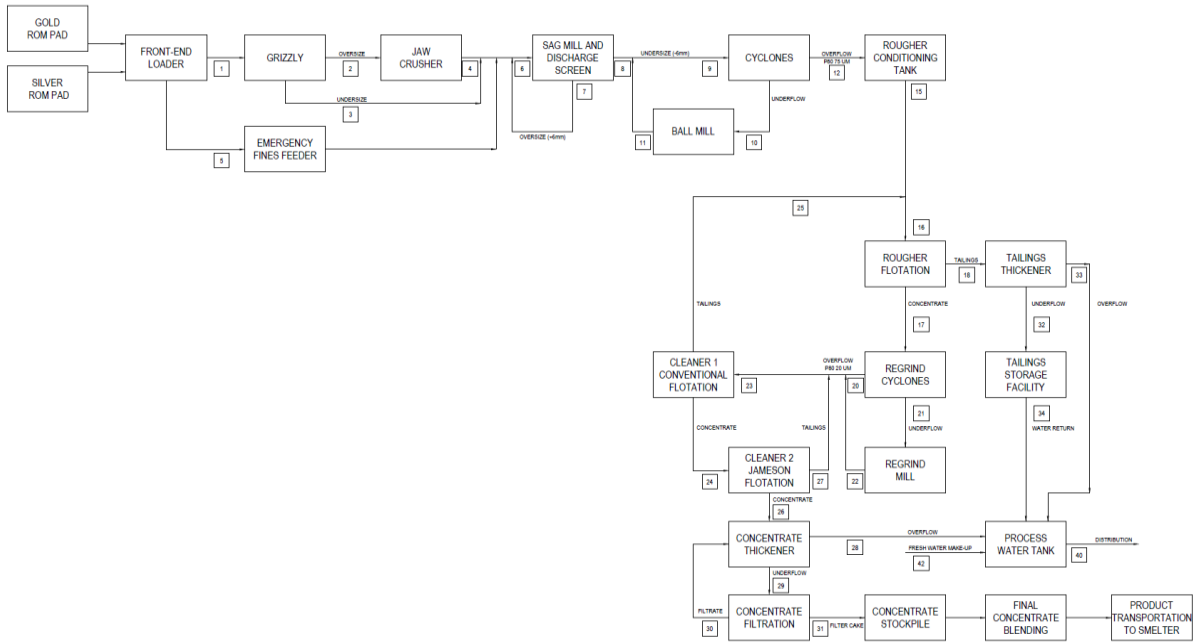 GOLD
ROM PAD
SILVER
ROM PAD
FRONT-END
LOADER
1
GRIZZLY
OVERSIZE
2
JAW
CRUSHER
4
UNDERSIZE
3
5
EMERGENCY
FINES FEEDER
6
SAG MILL AND
DISCHARGE
SCREEN
7
OVERSIZE (+6mm)
8
UNDERSIZE (-6mm)
9
CYCLONES
OVERFLOW
P80 75 UM
12
UNDERFLOW
BALL MILL
11
10
ROUGHER
CONDITIONING
TANK
15
25
16
ROUGHER
FLOTATION
TAILINGS
18
TAILINGS
THICKENER
33
CONCENTRATE
17
UNDERFLOW
32
OVERFLOW
TAILINGS
CLEANER 1
CONVENTIONAL
FLOTATION
23
OVERFLOW
P80 20 UM
20
REGRIND
CYCLONES
21
UNDERFLOW
TAILINGS
STORAGE
FACILITY
34
WATER RETURN
CONCENTRATE
24
CLEANER 2
JAMESON
FLOTATION
TAILINGS
27
22
REGRIND
MILL
CONCENTRATE
26
CONCENTRATE
THICKENER
OVERFLOW
28
FRESH WATER MAKE-UP
42
PROCESS
WATER TANK
DISTRIBUTION
40
UNDERFLOW
29
FILTRATE
30
CONCENTRATE
FILTRATION
31
FILTER CAKE
CONCENTRATE
STOCKPILE
FINAL
CONCENTRATE
BLENDING
PRODUCT
TRANSPORTATION
TO SMELTER